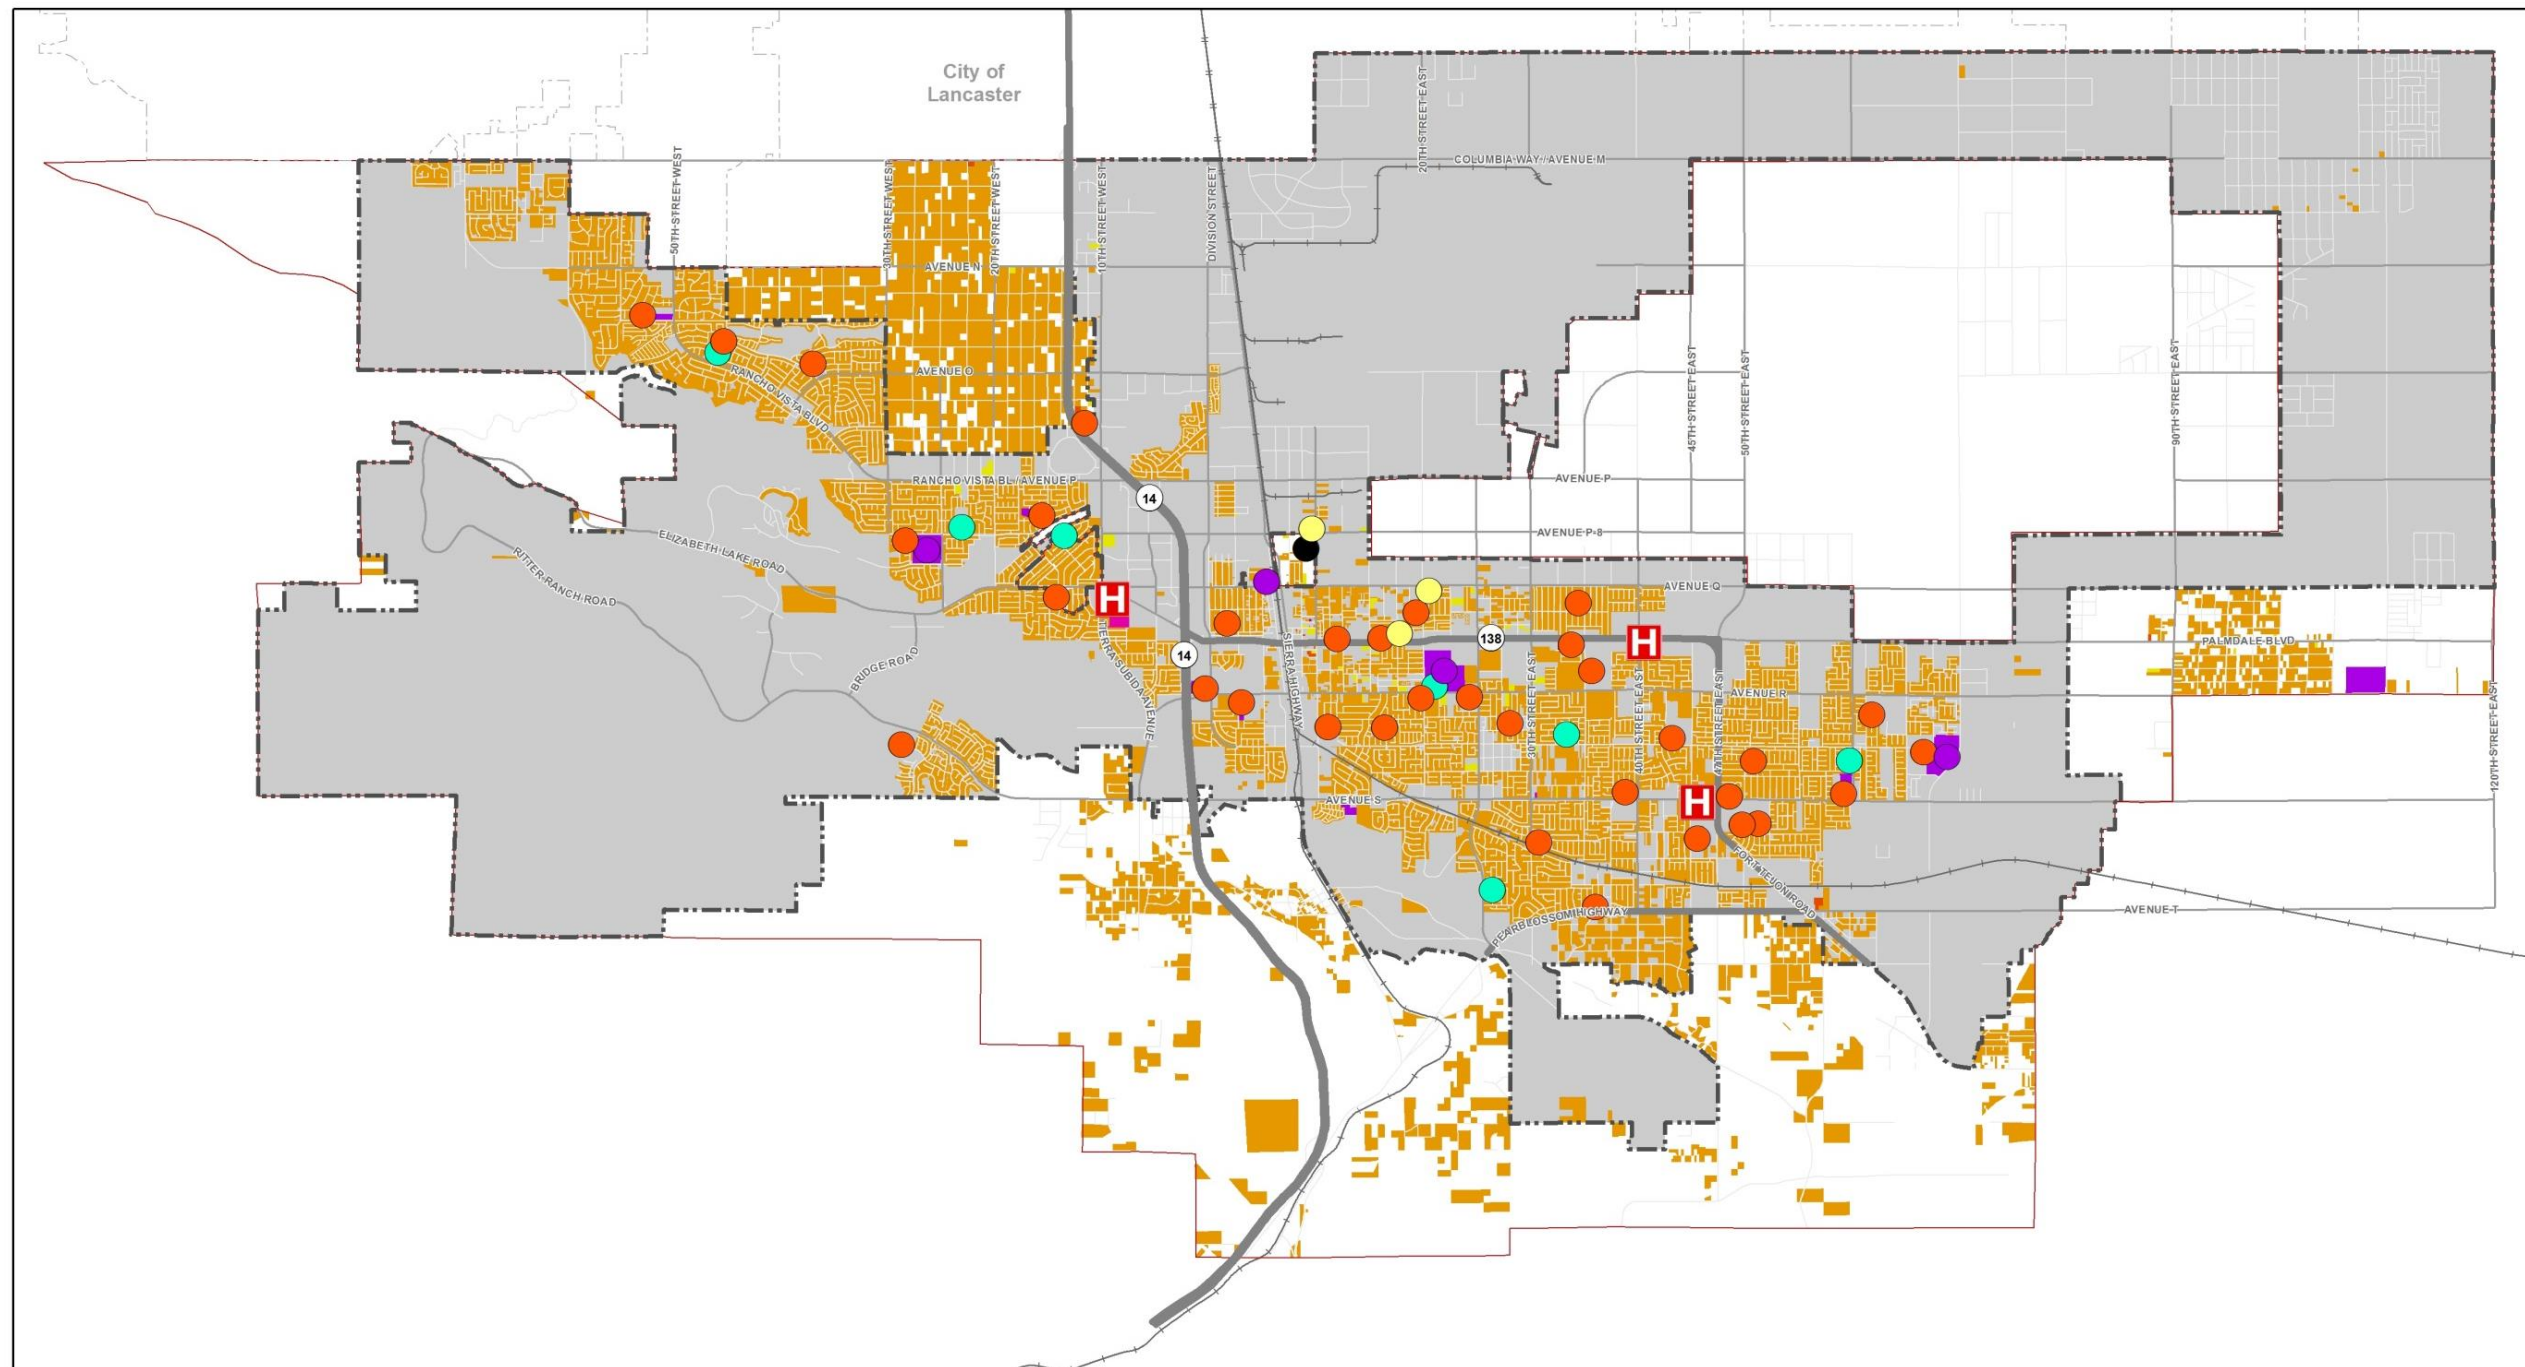 City of
Lancaster
20TH STREET EAST
COLUMBIA WAY / AVENUE M
50TH STREET WEST
30TH STREET WEST
20TH STREET WEST
10TH STREET WEST
DIVISION STREET
AVENUE N
AVENUE O
RANCHO VISTA BLVD
45TH STREET EAST
50TH STREET EAST
90TH STREET EAST
RANCHO VISTA BL / AVENUE P
AVENUE P
14
AVENUE P-8
ELIZABETH LAKE ROAD
RITTER RANCH ROAD
AVENUE Q
H
TIERRA SUBIDA AVENUE
SIERRA HIGHWAY
138
H
PALMDALE BLVD
14
BRIDGE ROAD
30TH STREET EAST
40TH STREET EAST
47TH STREET EAST
AVENUE R
120TH STREET EAST
AVENUE S
H
FORT TEJON ROAD
PEARBLOSSOM HIGHWAY
AVENUE T